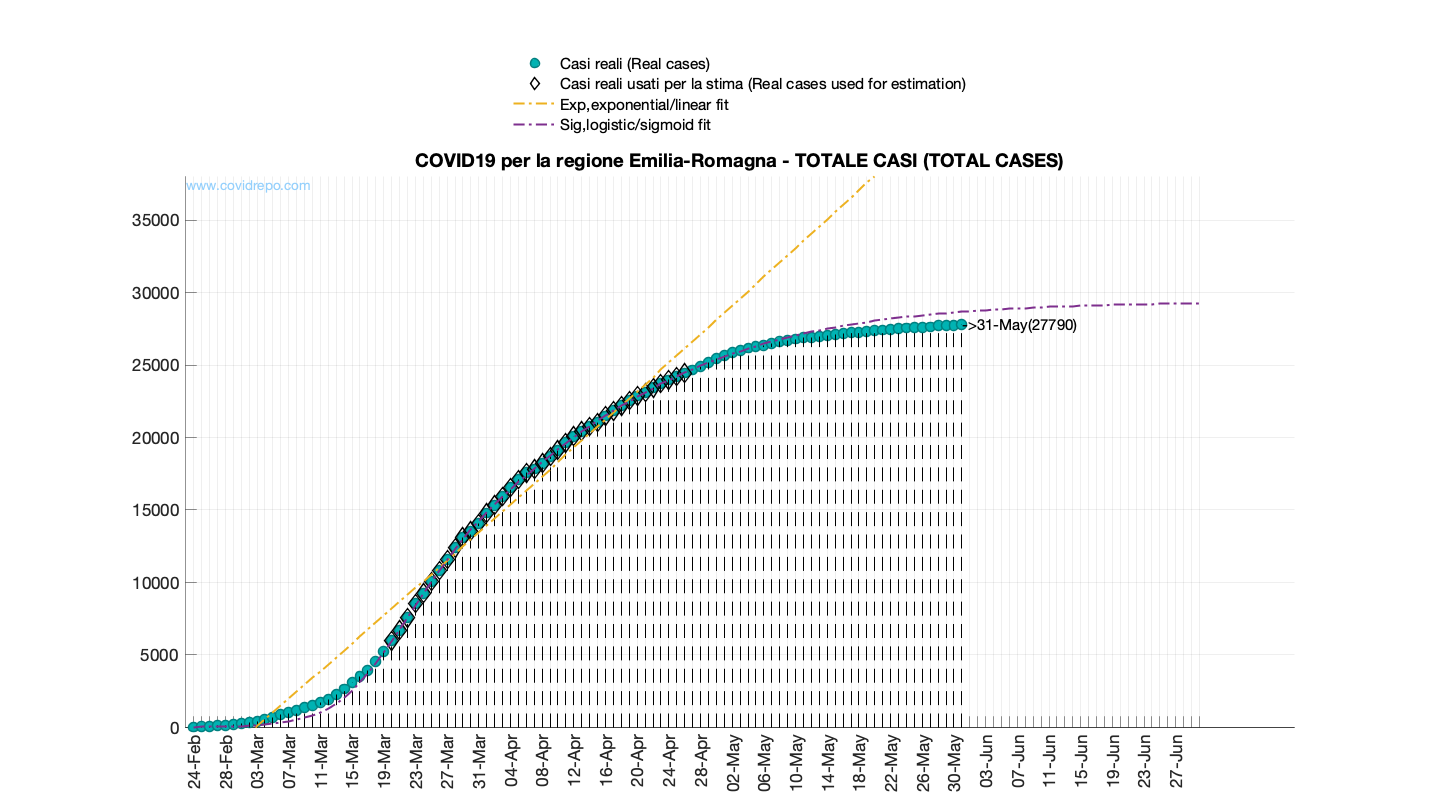 Casi reali (Real cases)
Casi reali usati per la stima (Real cases used for estimation)
Exp,exponential/linear fit
Sig,logistic/sigmoid fit
COVID19 per la regione Emilia-Romagna - TOTALE CASI (TOTAL CASES)
www.covidrepo.com
35000
30000
25000
20000
15000
10000
5000
0
->31-May(27790)
24-Feb
28-Feb
03-Mar
07-Mar
11-Mar
15-Mar
19-Mar
23-Mar
27-Mar
31-Mar
04-Apr
08-Apr
12-Apr
16-Apr
20-Apr
24-Apr
28-Apr
02-May
06-May
10-May
14-May
18-May
22-May
26-May
30-May
03-Jun
07-Jun
11-Jun
15-Jun
19-Jun
23-Jun
27-Jun